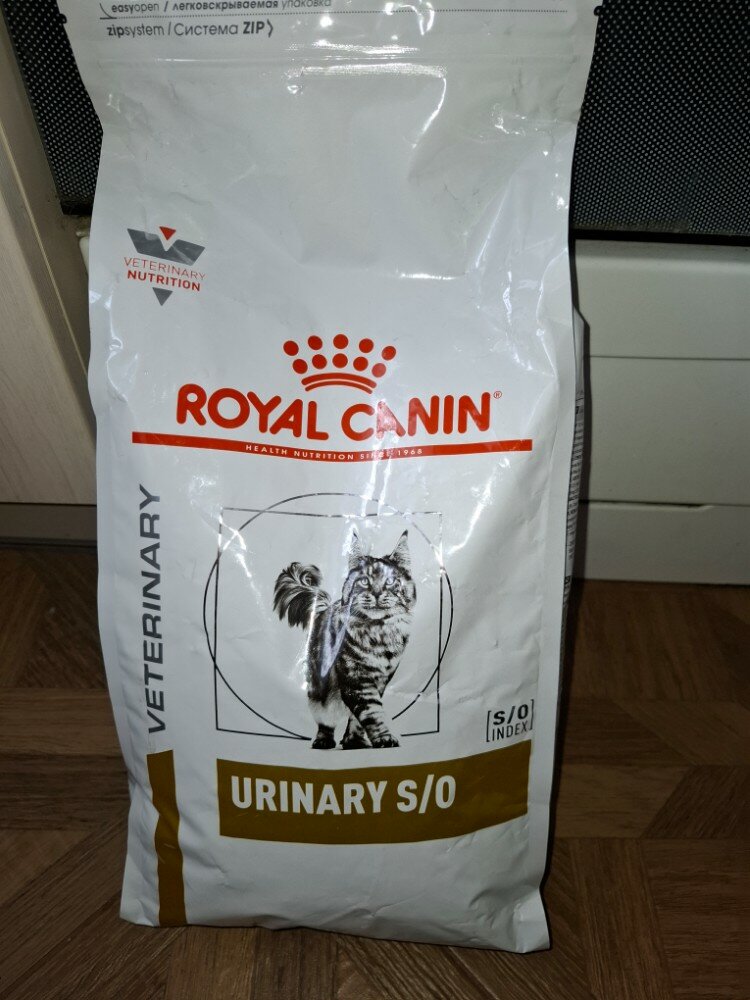 easyopen / легковскрываемая упаковка
zipsystem / Система ZIP
VETERINARY
NUTRITION
ROYAL CANIN®
HEALTH NUTRITION SINCE 1968
VETERINARY
[S/O
INDEX]
URINARY S/O